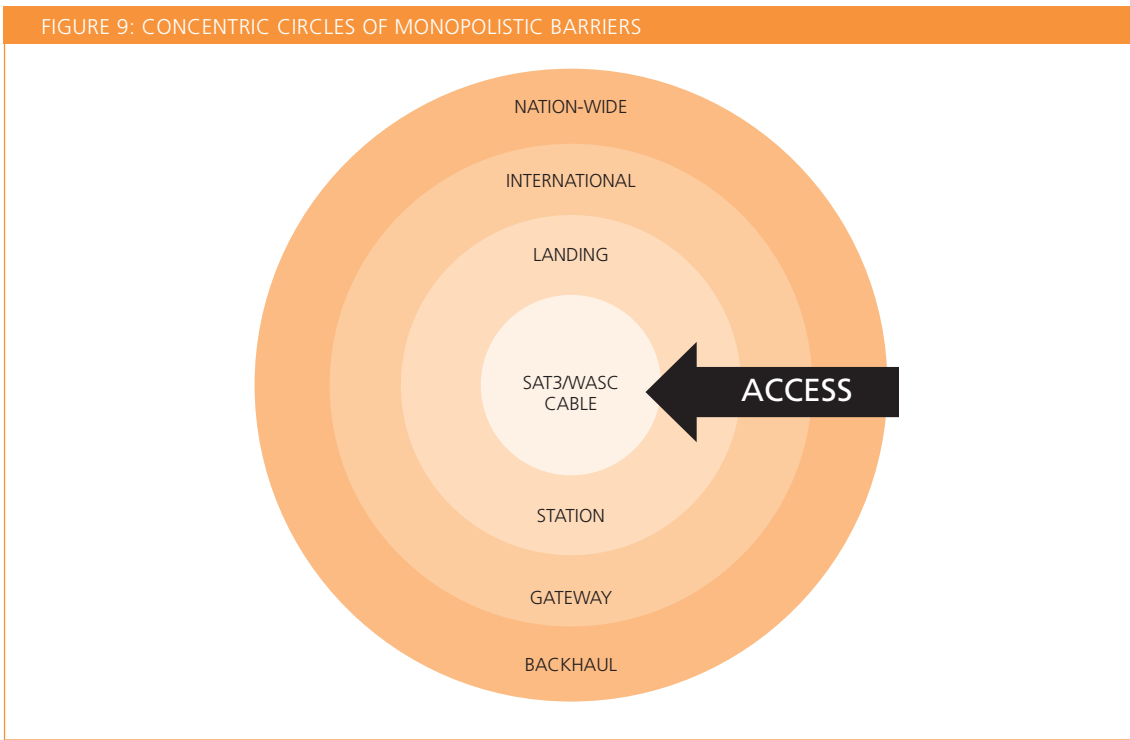 FIGURE 9: CONCENTRIC CIRCLES OF MONOPOLISTIC BARRIERS
NATION-WIDE
INTERNATIONAL
LANDING
SAT3/WASC
CABLE
ACCESS
STATION
GATEWAY
BACKHAUL